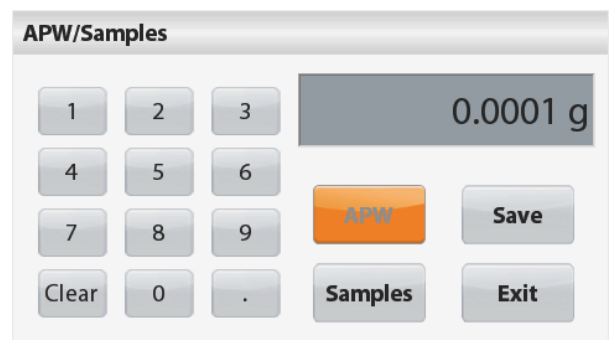 APW/Samples
0.0001 g
1 2 3
4 5 6
7 8 9
Clear 0 .
APW Save
Samples Exit